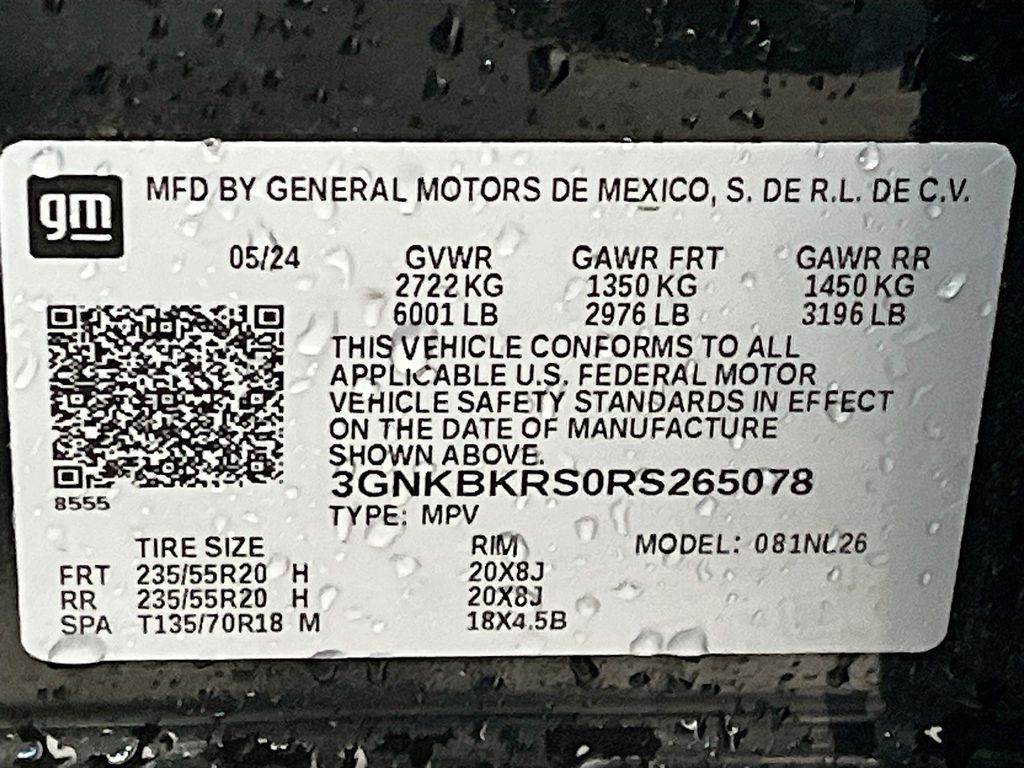 gm
MFD BY GENERAL MOTORS DE MEXICO, S. DE R.L. DE C.V.
05/24 GVWR GAWR FRT GAWR RR
2722 KG 1350 KG 1450 KG
6001 LB 2976 LB 3196 LB
THIS VEHICLE CONFORMS TO ALL
APPLICABLE U.S. FEDERAL MOTOR
VEHICLE SAFETY STANDARDS IN EFFECT
ON THE DATE OF MANUFACTURE
SHOWN ABOVE.
3GNKBKRS0RS265078
8555
TYPE: MPV
TIRE SIZE RIM MODEL: 081NL26
FRT 235/55R20 H 20X8J
RR 235/55R20 H 20X8J
SPA T135/70R18 M 18X4.5B